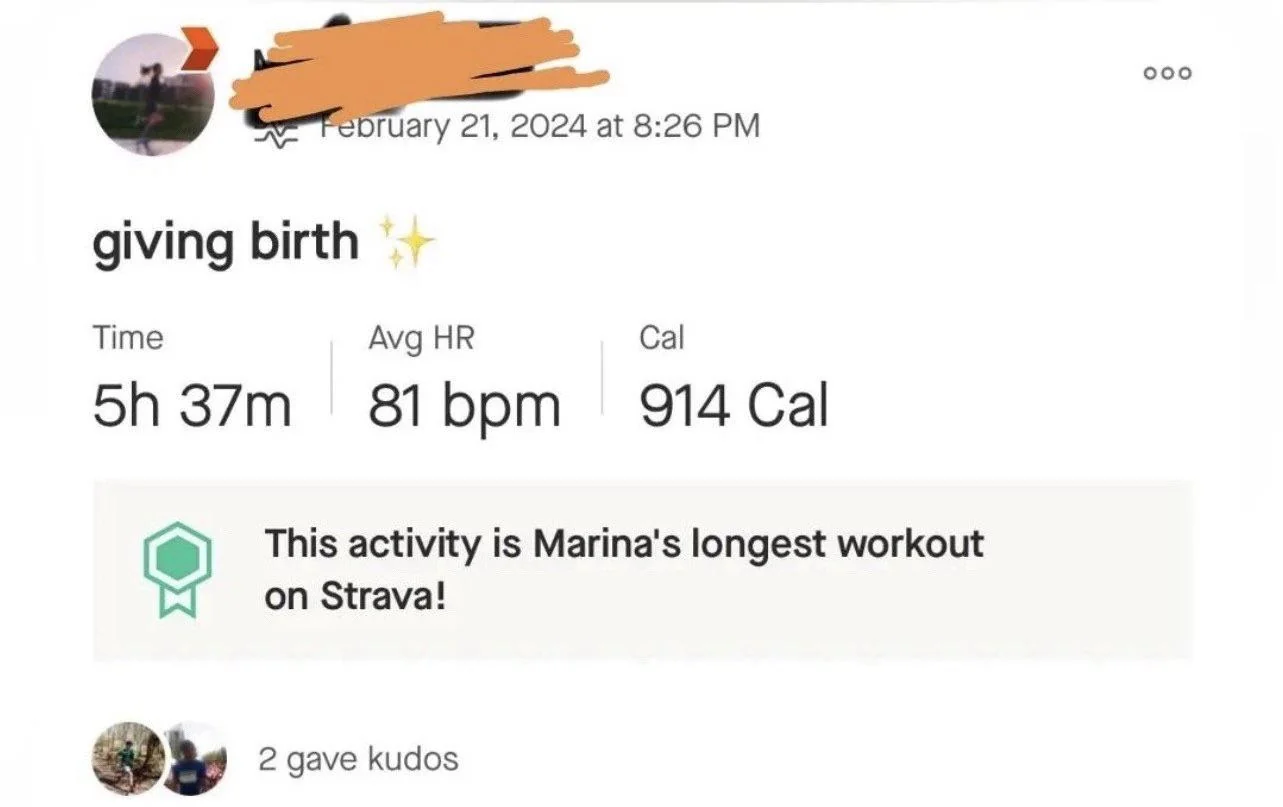 February 21, 2024 at 8:26 PM
giving birth ✨
Time
Avg HR
Cal
5h 37m
81 bpm
914 Cal
This activity is Marina's longest workout
on Strava!
2 gave kudos